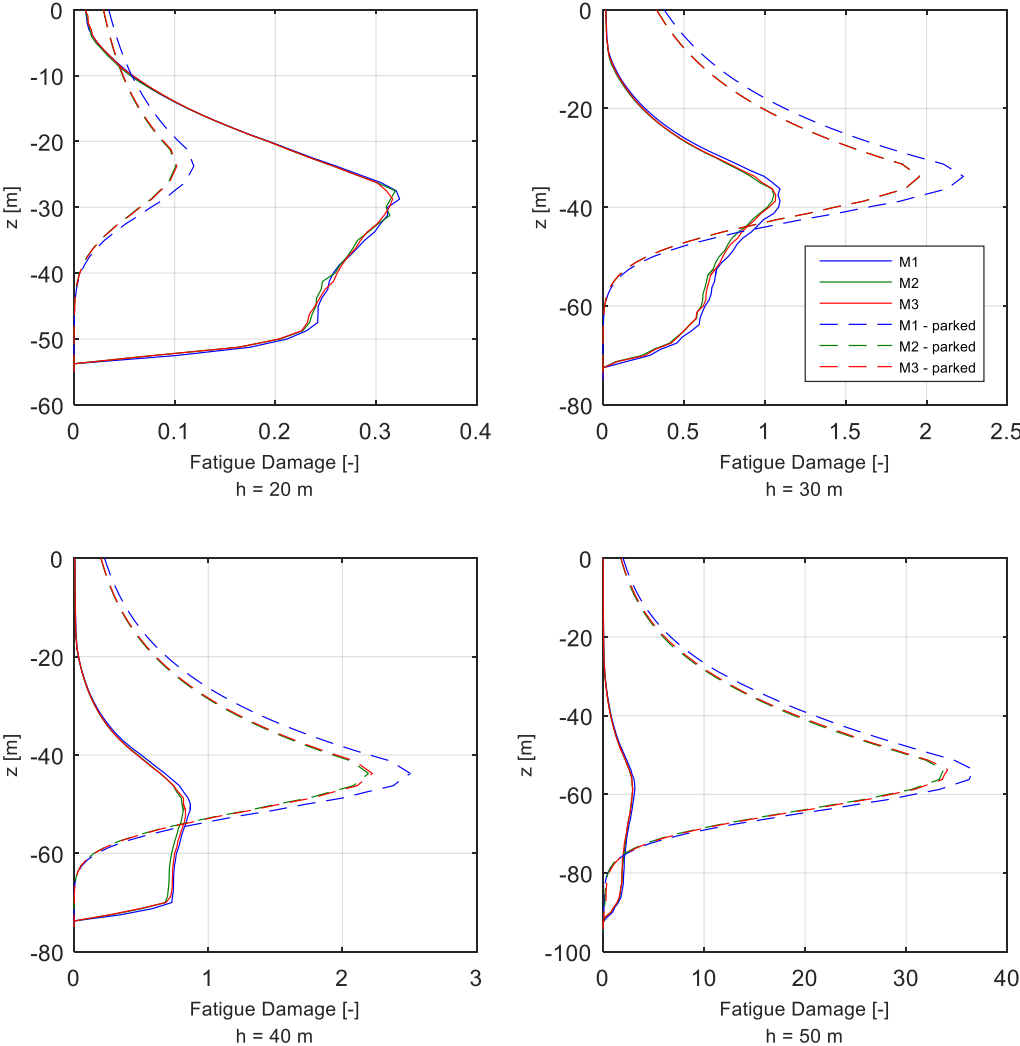 0
-10
-20
-30
-40
-50
-60
z [m]
0 0.1 0.2 0.3 0.4
Fatigue Damage [-]
h = 20 m
0
-20
-40
-60
-80
z [m]
M1
M2
M3
M1 - parked
M2 - parked
M3 - parked
0 0.5 1 1.5 2 2.5
Fatigue Damage [-]
h = 30 m
0
-20
-40
-60
-80
z [m]
0 1 2 3
Fatigue Damage [-]
h = 40 m
0
-20
-40
-60
-80
-100
z [m]
0 10 20 30 40
Fatigue Damage [-]
h = 50 m